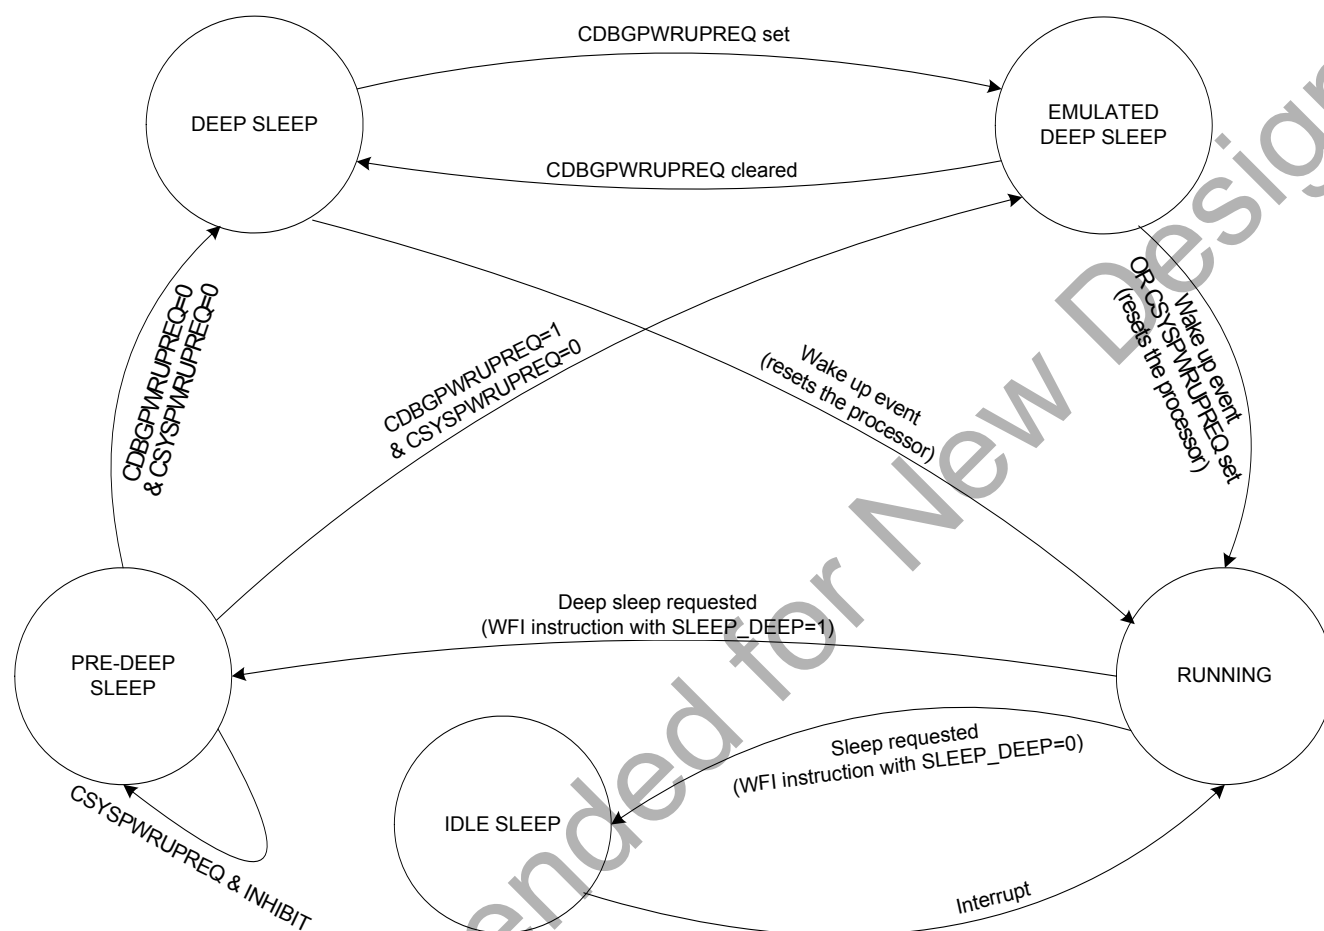 CDBGPWRUPREQ set
DEEP SLEEP
EMULATED
DEEP SLEEP
CDBGPWRUPREQ cleared
CDBGPWRUPREQ=0
& CSYSPWRUPREQ=0
CDBGPWRUPREQ=1
& CSYSPWRUPREQ=0
Wake up event
(resets the processor)
Wake up event
OR CSYSPWRUPREQ set
(resets the processor)
Deep sleep requested
(WFI instruction with SLEEP_DEEP=1)
PRE-DEEP
SLEEP
RUNNING
Sleep requested
(WFI instruction with SLEEP_DEEP=0)
IDLE SLEEP
CSYSPWRUPREQ & INHIBIT
Interrupt
ended for New Design